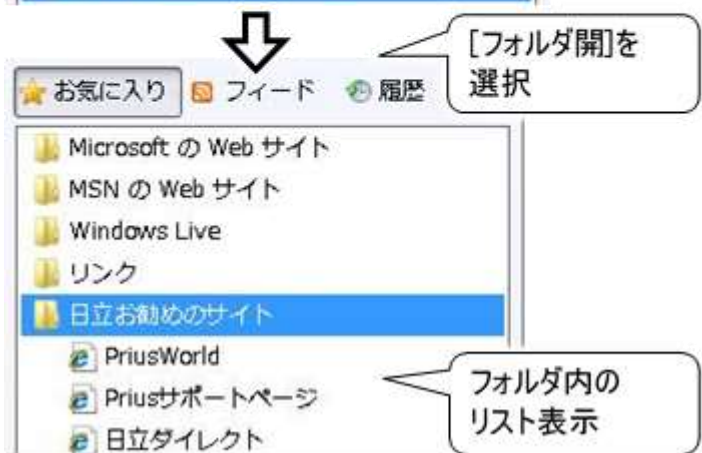 [フォルダ開]を
選択
お気に入り フィード 履歴
Microsoft の Web サイト
MSN の Web サイト
Windows Live
リンク
日立お勧めのサイト
PriusWorld
Priusサポートページ
日立ダイレクト
フォルダ内の
リスト表示